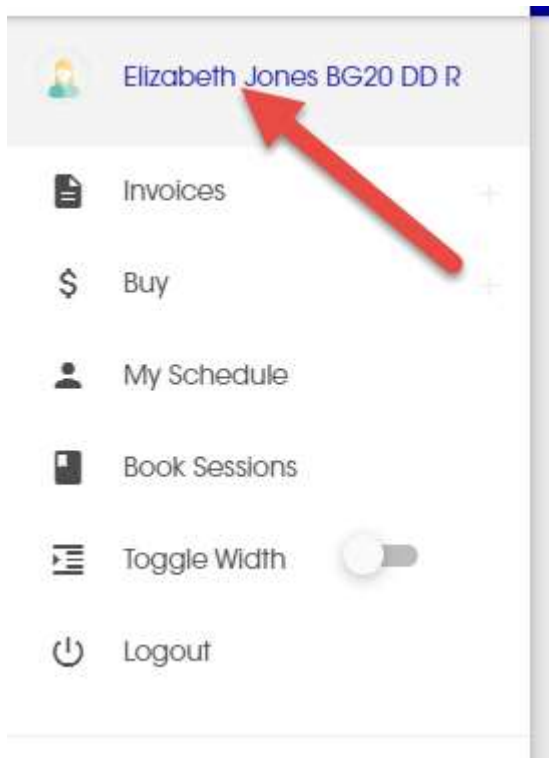 Elizabeth Jones BG20 DD R
Invoices
+
$ Buy
+
My Schedule
Book Sessions
Toggle Width
Logout